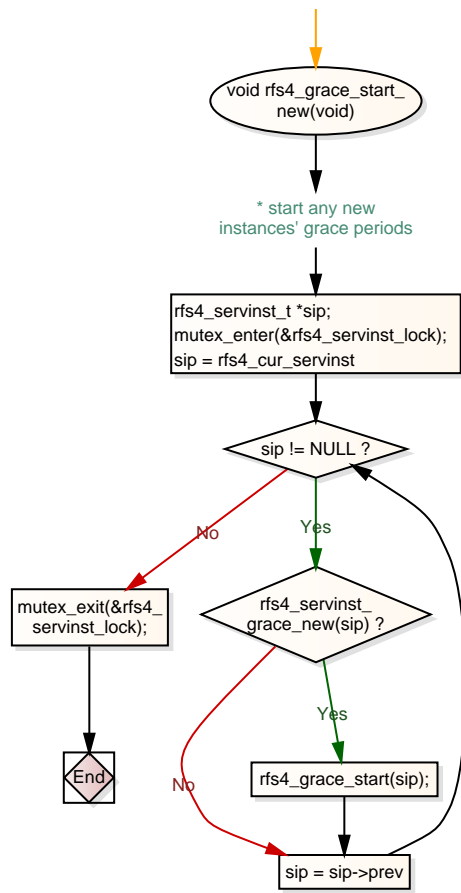 void rfs4_grace_start_
new(void)
* start any new
instances' grace periods
rfs4_servinst_t *sip;
mutex_enter(&rfs4_servinst_lock);
sip = rfs4_cur_servinst
sip != NULL ?
No
Yes
mutex_exit(&rfs4_
servinst_lock);
rfs4_servinst_
grace_new(sip) ?
Yes
End
No
rfs4_grace_start(sip);
sip = sip->prev